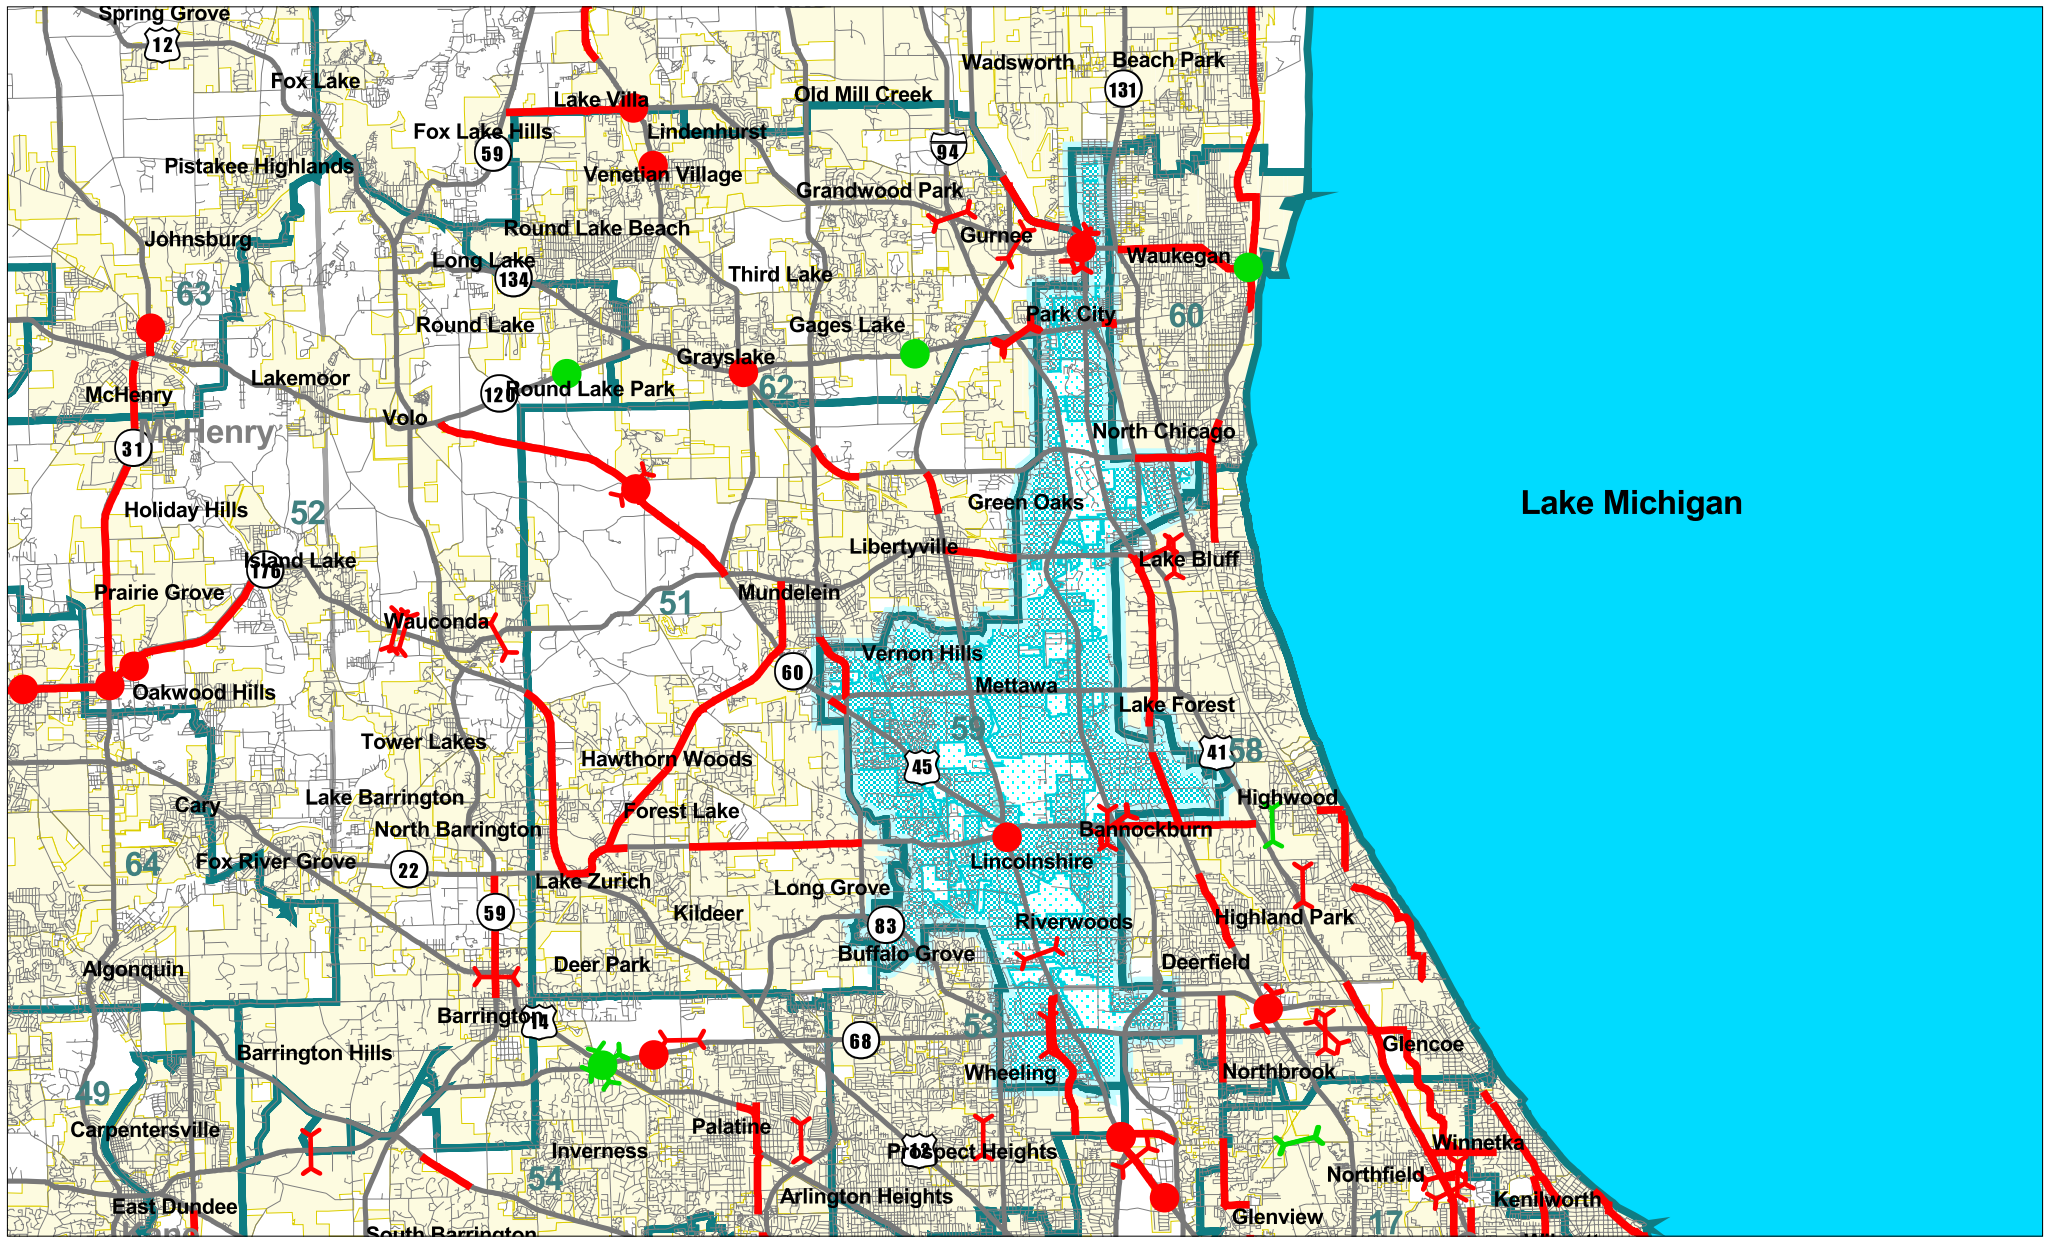 Spring Grove
12
Fox Lake
Wadsworth
Beach Park
131
Lake Villa
Old Mill Creek
Fox Lake Hills
Lindenhurst
59
94
Pistakee Highlands
Venetian Village
Grandwood Park
Johnsburg
Round Lake Beach
Gurnee
Waukegan
Long Lake
134
Third Lake
63
Round Lake
Gages Lake
Park City
60
Grayslake
Lakemoor
62
McHenry
120
Round Lake Park
Volo
McHenry
31
North Chicago
Holiday Hills
52
Green Oaks
Lake Michigan
Island Lake
176
Libertyville
Lake Bluff
Prairie Grove
Mundelein
51
Wauconda
Vernon Hills
60
Mettawa
Oakwood Hills
Lake Forest
59
Tower Lakes
Hawthorn Woods
45
41
58
Cary
Lake Barrington
Forest Lake
Highwood
North Barrington
Bannockburn
64
Fox River Grove
22
Lincolnshire
Lake Zurich
Long Grove
59
Kildeer
83
Riverwoods
Highland Park
Algonquin
Deer Park
Buffalo Grove
Deerfield
Barrington
14
53
68
Barrington Hills
Glencoe
49
Wheeling
Northbrook
Carpentersville
Palatine
Winnetka
Inverness
12
Prospect Heights
54
Northfield
East Dundee
Arlington Heights
Kenilworth
South Barrington
Glenview
17